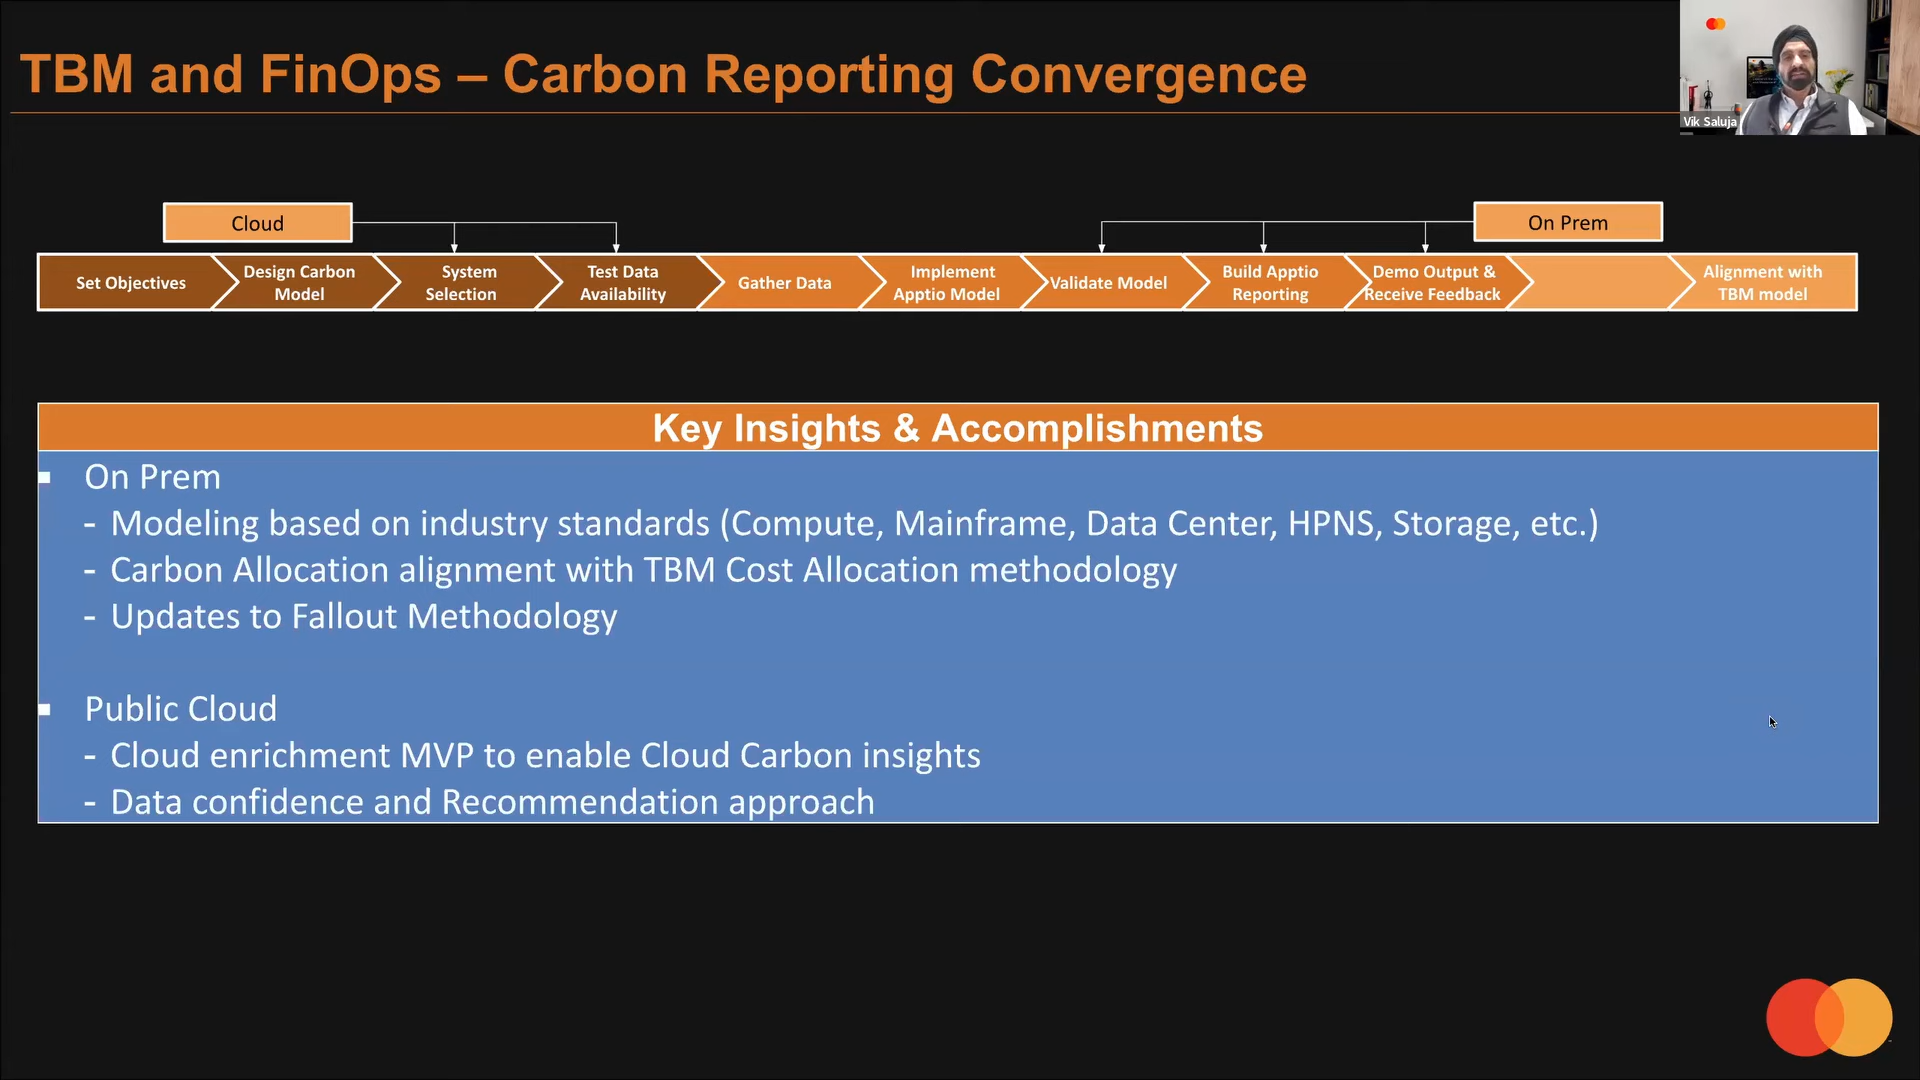 TBM and FinOps – Carbon Reporting Convergence
Vik Saluja
Cloud
On Prem
Set Objectives
Design Carbon
Model
System
Selection
Test Data
Availability
Gather Data
Implement
Apptio Model
Validate Model
Build Apptio
Reporting
Demo Output &
Receive Feedback
Alignment with
TBM model
Key Insights & Accomplishments
▪ On Prem
- Modeling based on industry standards (Compute, Mainframe, Data Center, HPNS, Storage, etc.)
- Carbon Allocation alignment with TBM Cost Allocation methodology
- Updates to Fallout Methodology
▪ Public Cloud
- Cloud enrichment MVP to enable Cloud Carbon insights
- Data confidence and Recommendation approach